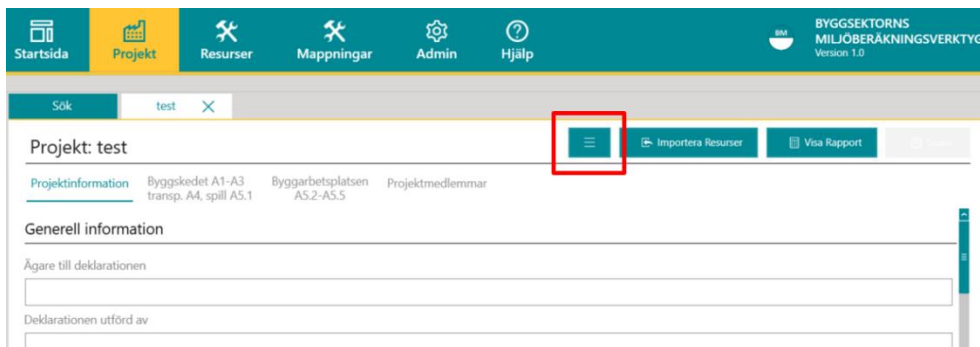 Startsida
Projekt
Resurser
Mappningar
Admin
Hjälp
BM
BYGGSEKTORNS
MILJÖBERÄKNINGSVERKTYG
Version 1.0
Sök
test
Projekt: test
Importera Resurser
Visa Rapport
Projektinformation
Byggskedet A1-A3
transp. A4, spill A5.1
Byggarbetsplatsen
A5.2-A5.5
Projektmedlemmar
Generell information
Ägare till deklarationen
Deklarationen utförd av